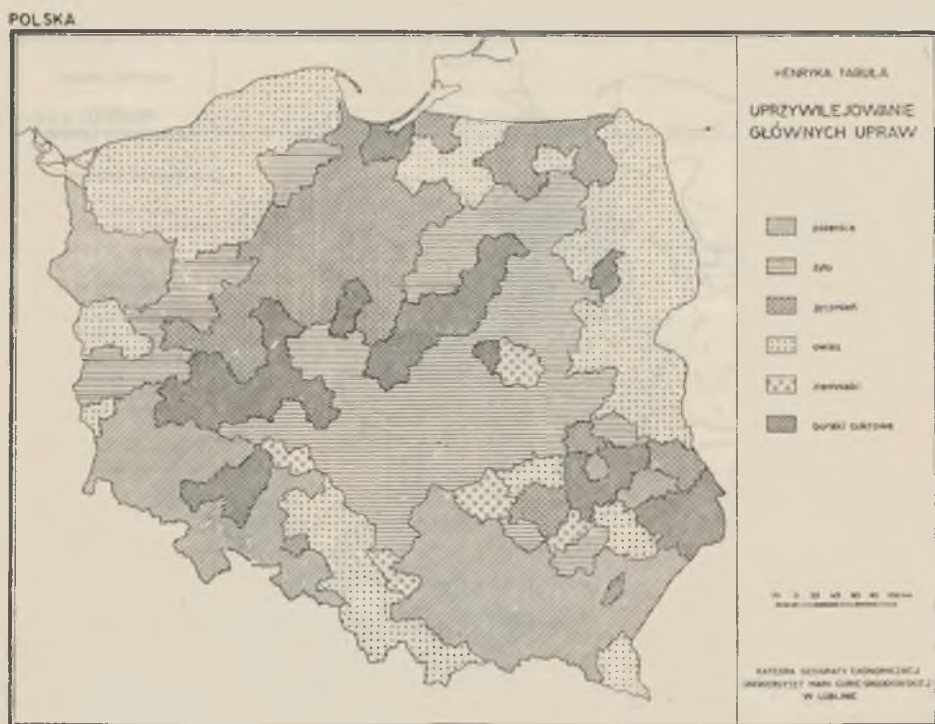 POLSKA
HENRYKA TABUŁA
UPRZYWILEJOWANIE
GŁÓWNYCH UPRAW
pszenica
żyto
jęczmień
owies
ziemniaki
buraki cukrowe
KATEDRA GEOGRAFII EKONOMICZNEJ
UNIWERSYTET MARII CURIE-SKŁODOWSKIEJ
W LUBLINIE